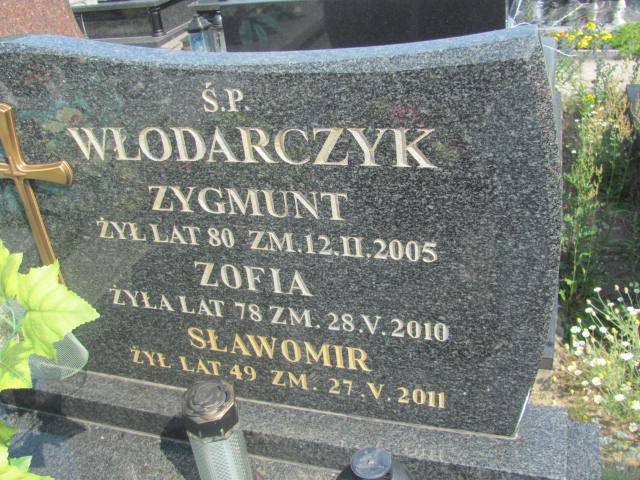 Ś.P.
WŁODARCZYK
ZYGMUNT
ŻYŁ LAT 80 ZM. 12.II.2005
ZOFIA
ŻYŁA LAT 78 ZM. 28.V.2010
SŁAWOMIR
ŻYŁ LAT 49 ZM. 27.V.2011